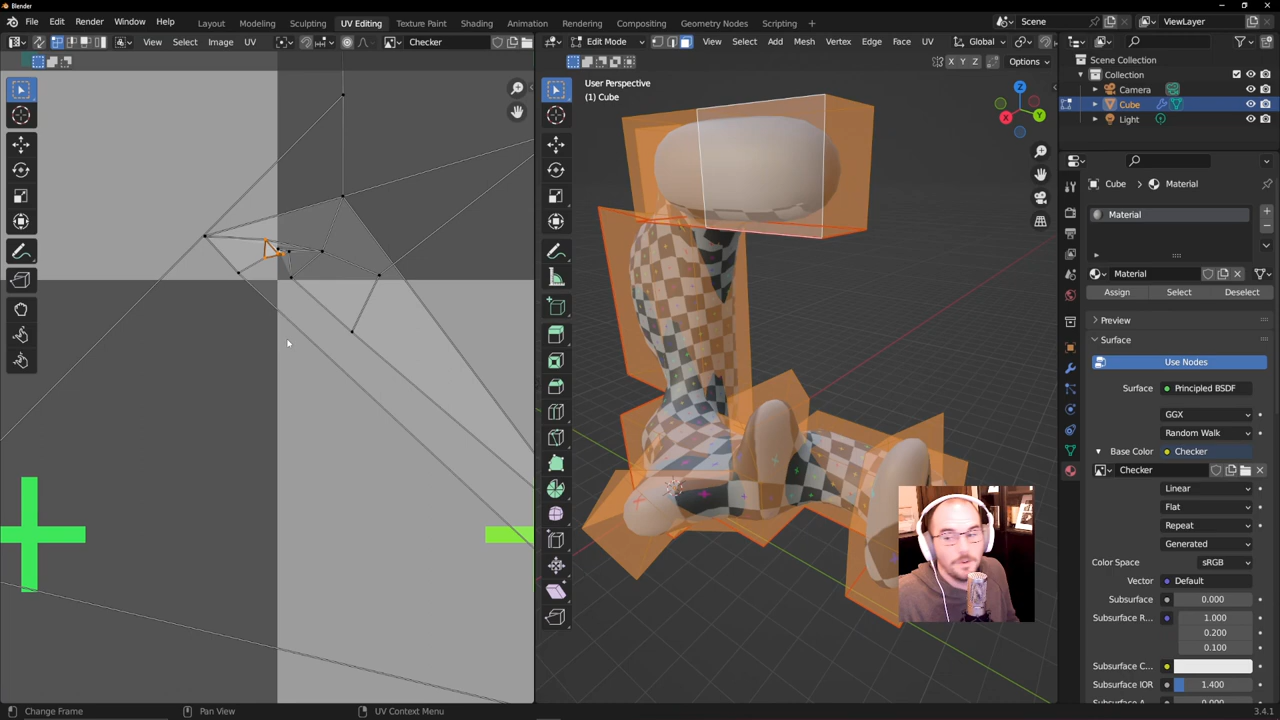 Blender
File Edit Render Window Help
Layout Modeling Sculpting UV Editing Texture Paint Shading Animation Rendering Compositing Geometry Nodes Scripting +
Scene
ViewLayer
View Select Image UV
Checker
Edit Mode
View Select Add Mesh Vertex Edge Face UV
Global
X Y Z
Options
User Perspective
(1) Cube
Z
Y
X
Scene Collection
Collection
Camera
Cube
Light
Cube > Material
Material
Material
Assign Select Deselect
Preview
Surface
Use Nodes
Surface Principled BSDF
GGX
Random Walk
Base Color Checker
Checker
Linear
Flat
Repeat
Generated
Color Space sRGB
Vector Default
Subsurface 0.000
Subsurface R... 1.000
0.200
0.100
Subsurface C...
Subsurface IOR 1.400
0.000
Change Frame
Pan View
UV Context Menu
3.4.1